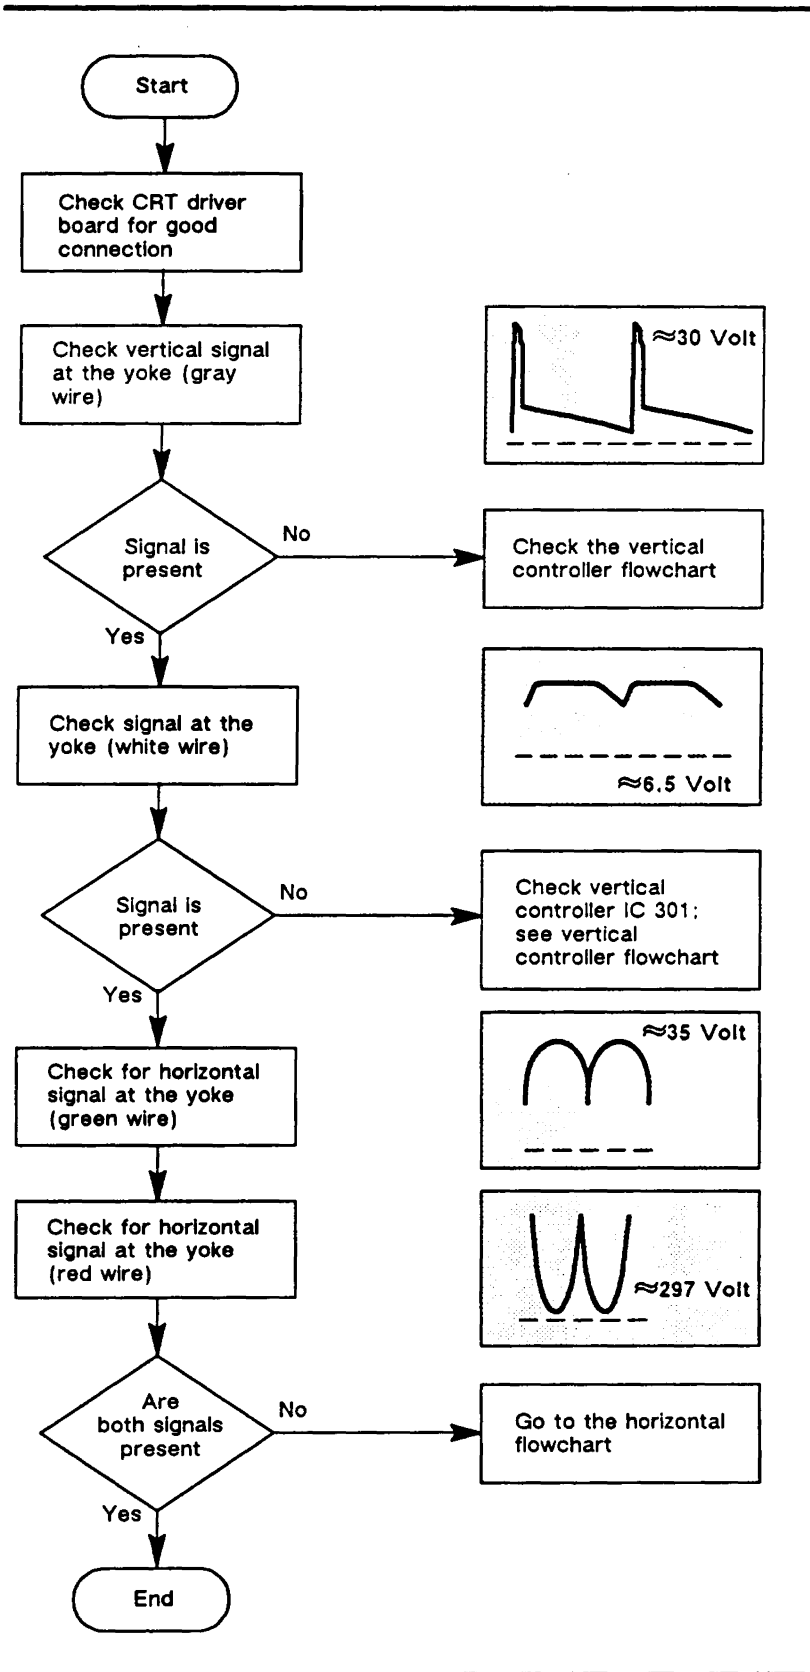 Start
Check CRT driver
board for good
connection
Check vertical signal
at the yoke (gray
wire)
≈30 Volt
Signal is
present
No
Check the vertical
controller flowchart
Yes
Check signal at the
yoke (white wire)
≈6.5 Volt
Signal is
present
No
Check vertical
controller IC 301;
see vertical
controller flowchart
Yes
Check for horizontal
signal at the yoke
(green wire)
≈35 Volt
Check for horizontal
signal at the yoke
(red wire)
≈297 Volt
Are
both signals
present
No
Go to the horizontal
flowchart
Yes
End